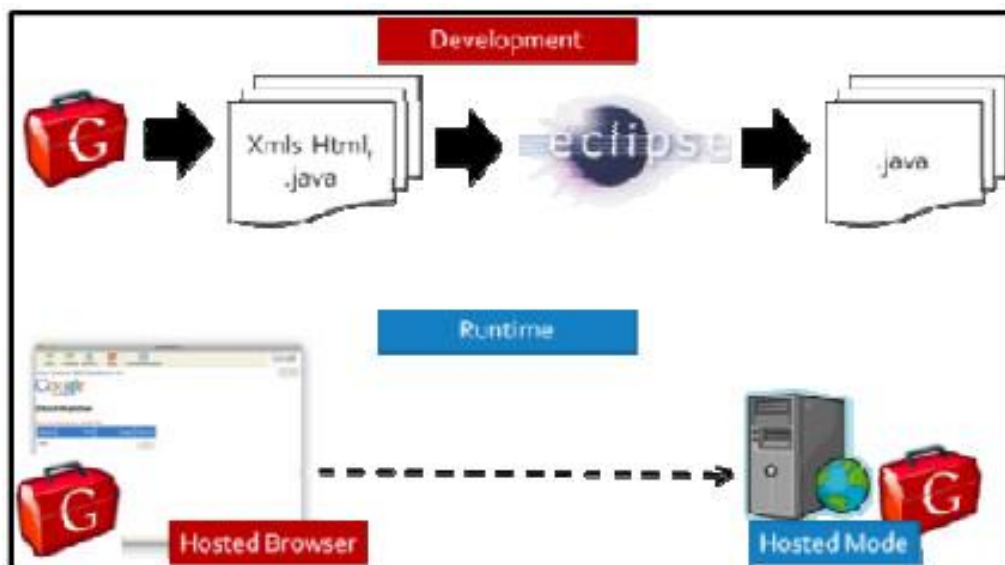 Development
G
Xmls Html,
.java
eclipse
.java
Runtime
Google
G
Hosted Browser
G
Hosted Mode